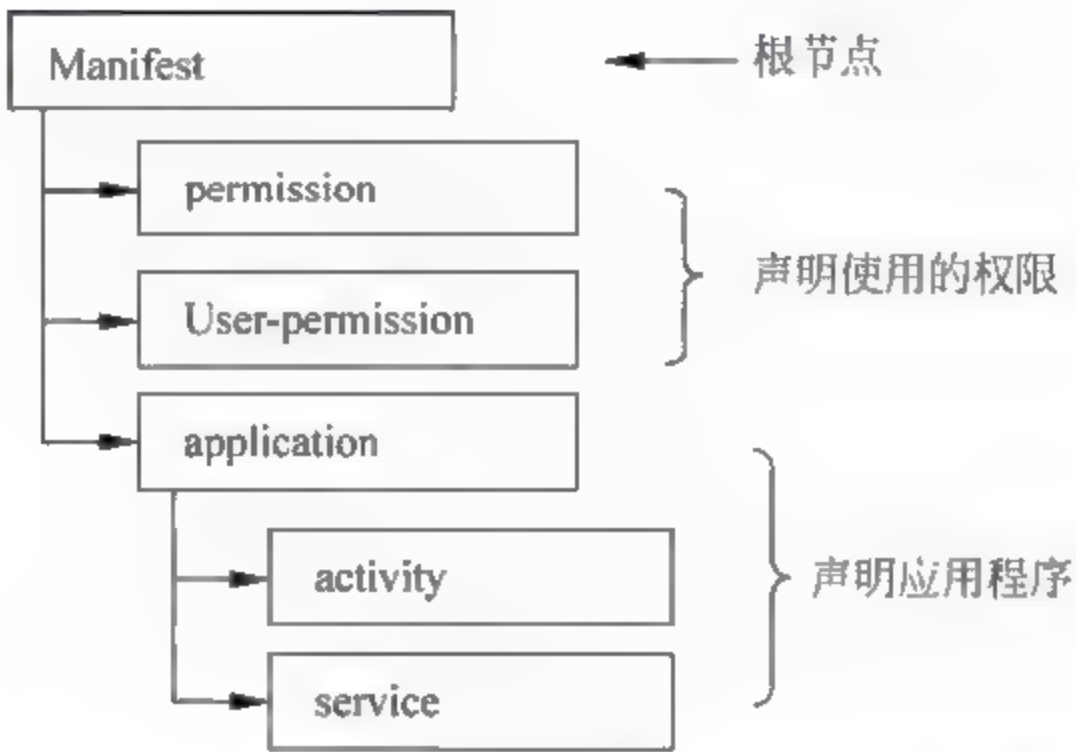 Manifest
根节点
permission
声明使用的权限
User-permission
application
activity
声明应用程序
service